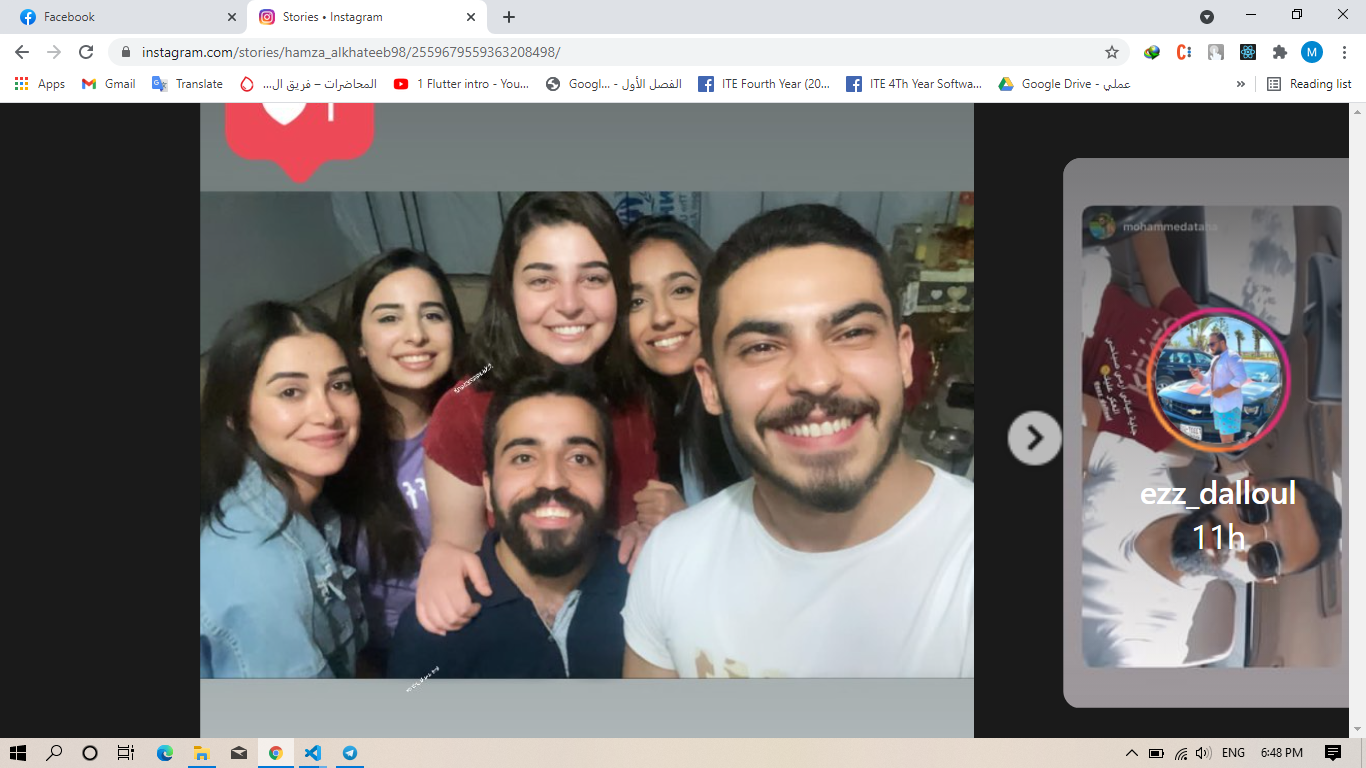 Facebook
Stories • Instagram
instagram.com/stories/hamza_alkhateeb98/2559679559363208498/
M
Apps
Gmail
Translate
المحاضرات – فريق ال...
1 Flutter intro - You...
الفصل الأول - Googl...
ITE Fourth Year (20...
ITE 4Th Year Softwa...
عملي - Google Drive
»
Reading list
1
mohammedataha
ezz_dalloul
11h
ENG
6:48 PM